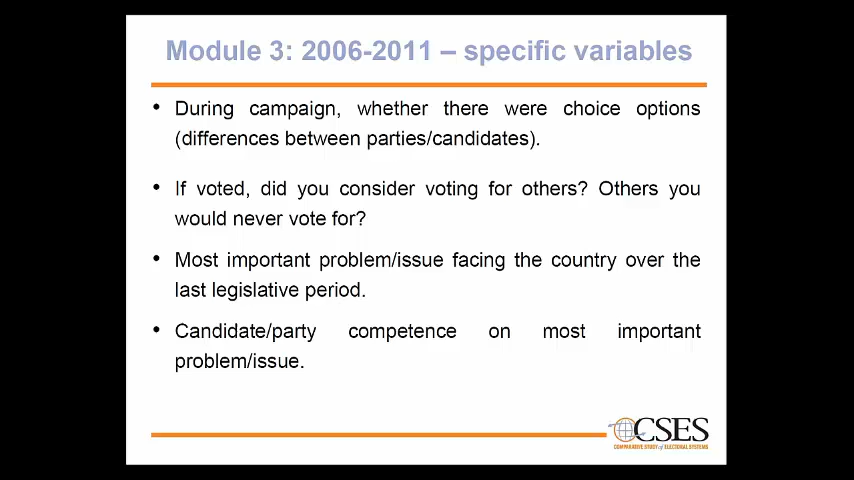 Module 3: 2006-2011 – specific variables
• During campaign, whether there were choice options
(differences between parties/candidates).
• If voted, did you consider voting for others? Others you
would never vote for?
• Most important problem/issue facing the country over the
last legislative period.
• Candidate/party competence on most important
problem/issue.
CSES
COMPARATIVE STUDY of ELECTORAL SYSTEMS